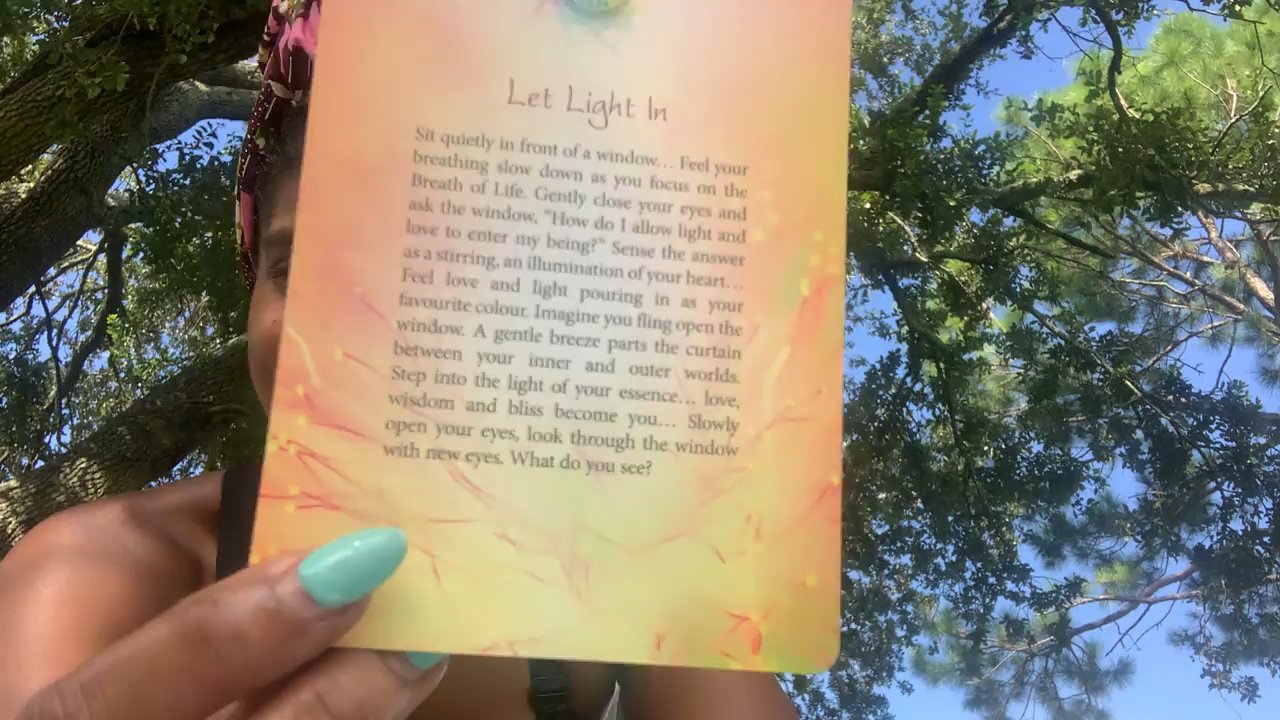 Let Light In
Sit quietly in front of a window... Feel your
breathing slow down as you focus on the
Breath of Life. Gently close your eyes and
ask the window, "How do I allow light and
love to enter my being?" Sense the answer
as a stirring, an illumination of your heart...
Feel love and light pouring in as your
favourite colour. Imagine you fling open the
window. A gentle breeze parts the curtain
between your inner and outer worlds.
Step into the light of your essence... love,
wisdom and bliss become you... Slowly
open your eyes, look through the window
with new eyes. What do you see?